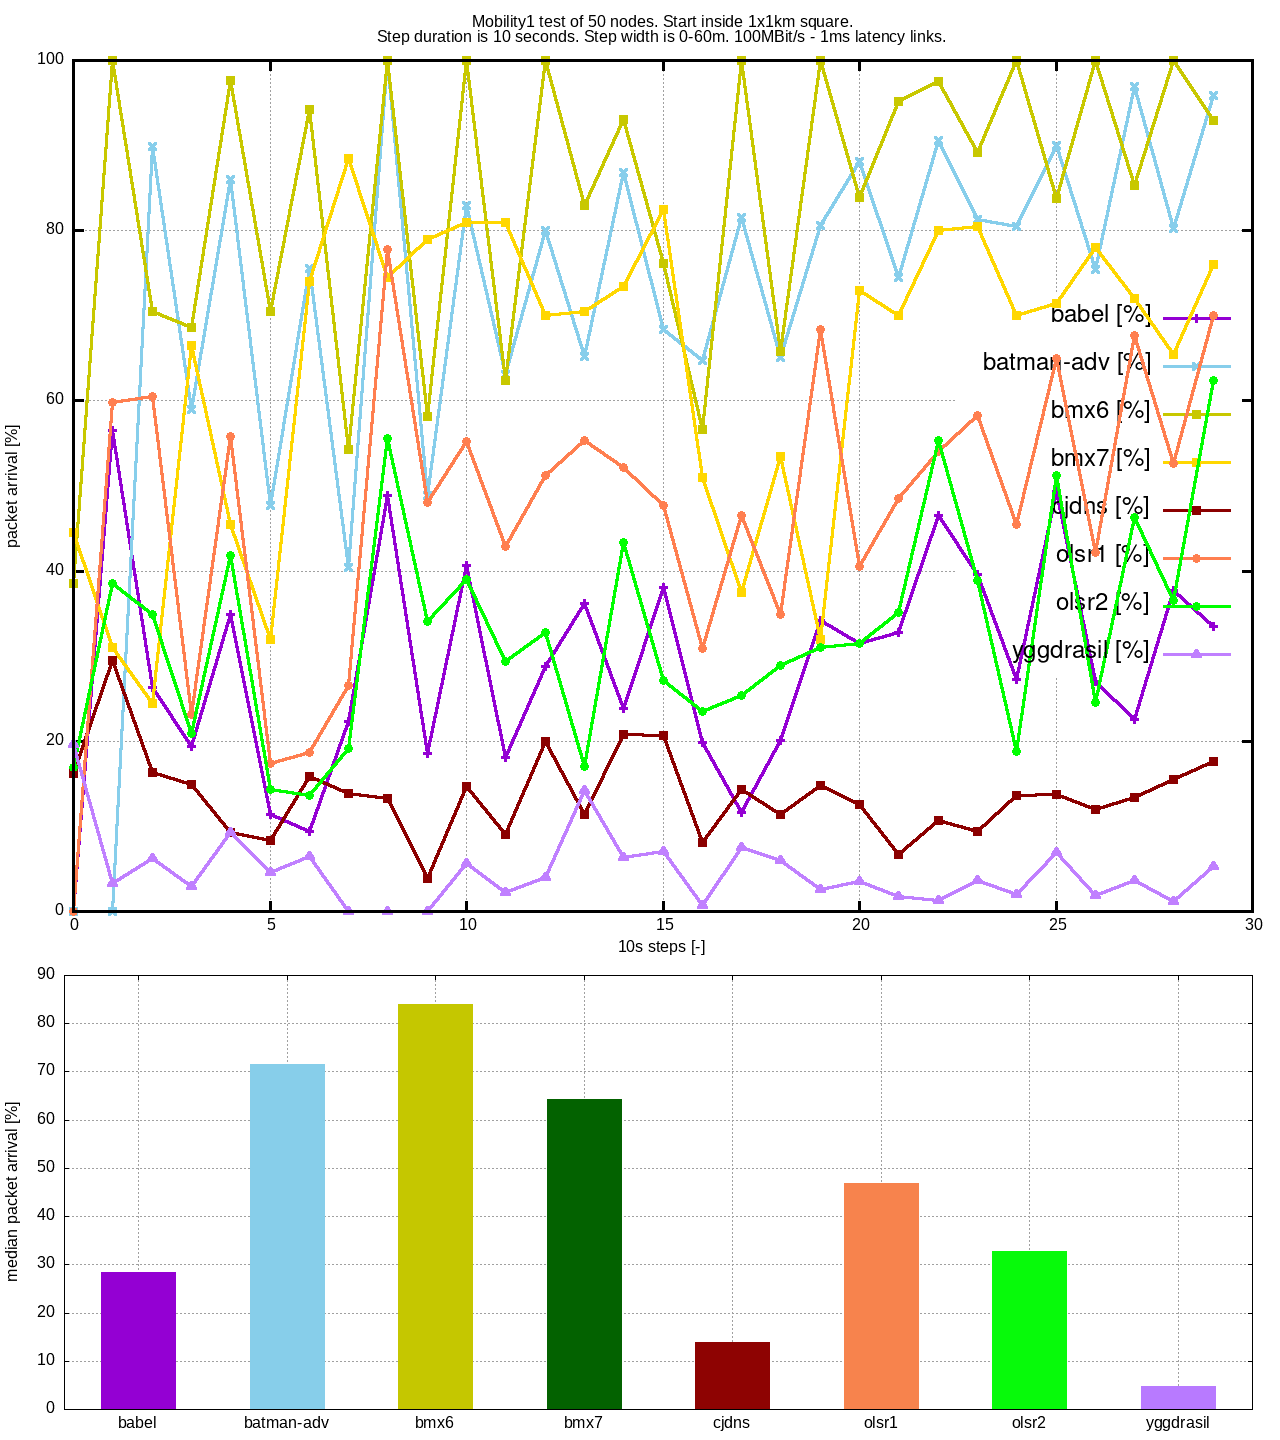 Mobility1 test of 50 nodes. Start inside 1x1km square.
Step duration is 10 seconds. Step width is 0-60m. 100MBit/s - 1ms latency links.
100
80
60
40
20
0
packet arrival [%]
babel [%]
batman-adv [%]
bmx6 [%]
bmx7 [%]
cjdns [%]
olsr1 [%]
olsr2 [%]
yggdrasil [%]
0 5 10 15 20 25 30
10s steps [-]
90
80
70
60
50
40
30
20
10
0
median packet arrival [%]
babel batman-adv bmx6 bmx7 cjdns olsr1 olsr2 yggdrasil